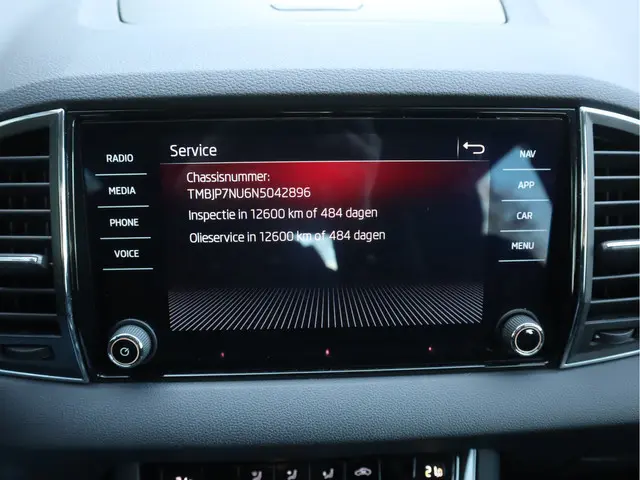 Service
RADIO
MEDIA
PHONE
VOICE
Chassisnummer:
TMBJP7NU6N5042896
Inspectie in 12600 km of 484 dagen
Olieservice in 12600 km of 484 dagen
NAV
APP
CAR
MENU